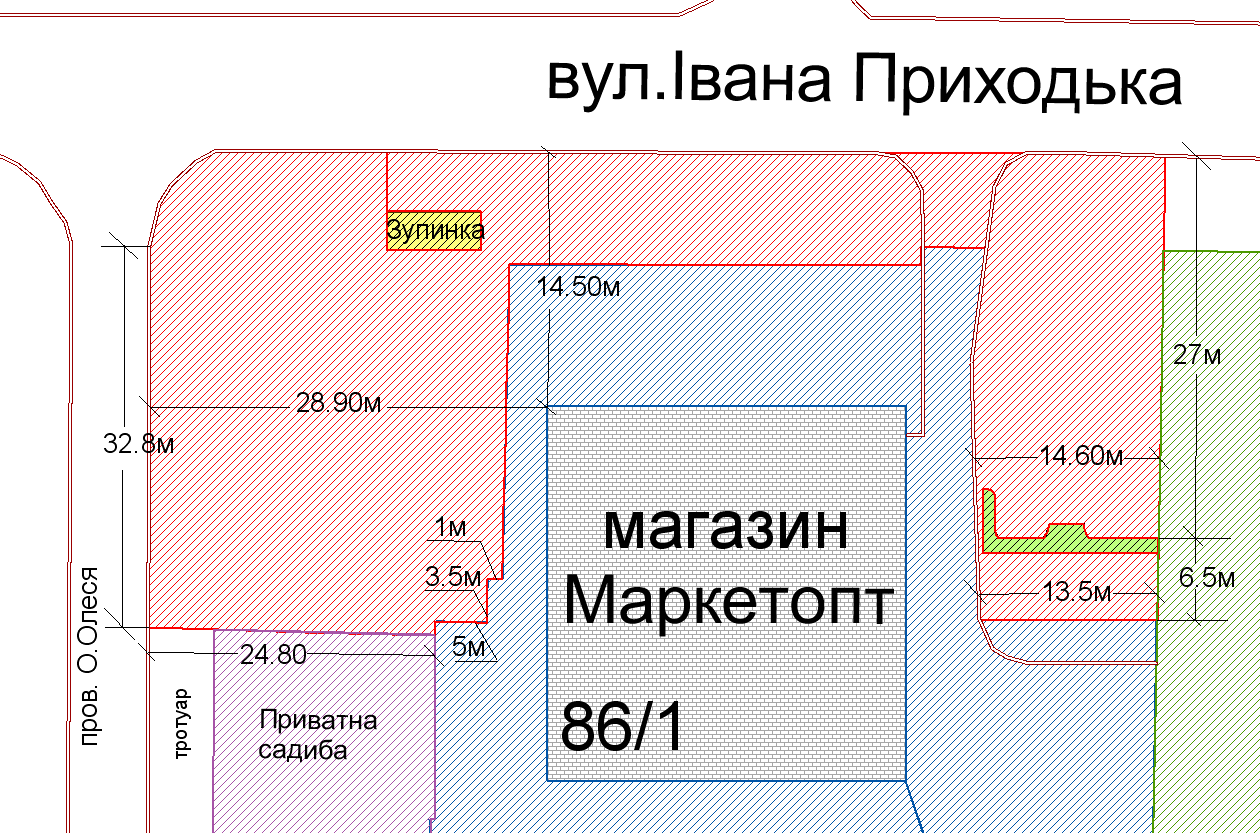 вул.Івана Приходька
Зупинка
14.50м
27м
28.90м
32.8м
14.60м
1м
магазин
3.5м
6.5м
Маркетопт
13.5м
5м
24.80
пров. О.Олеся
тротуар
Приватна
садиба
86/1